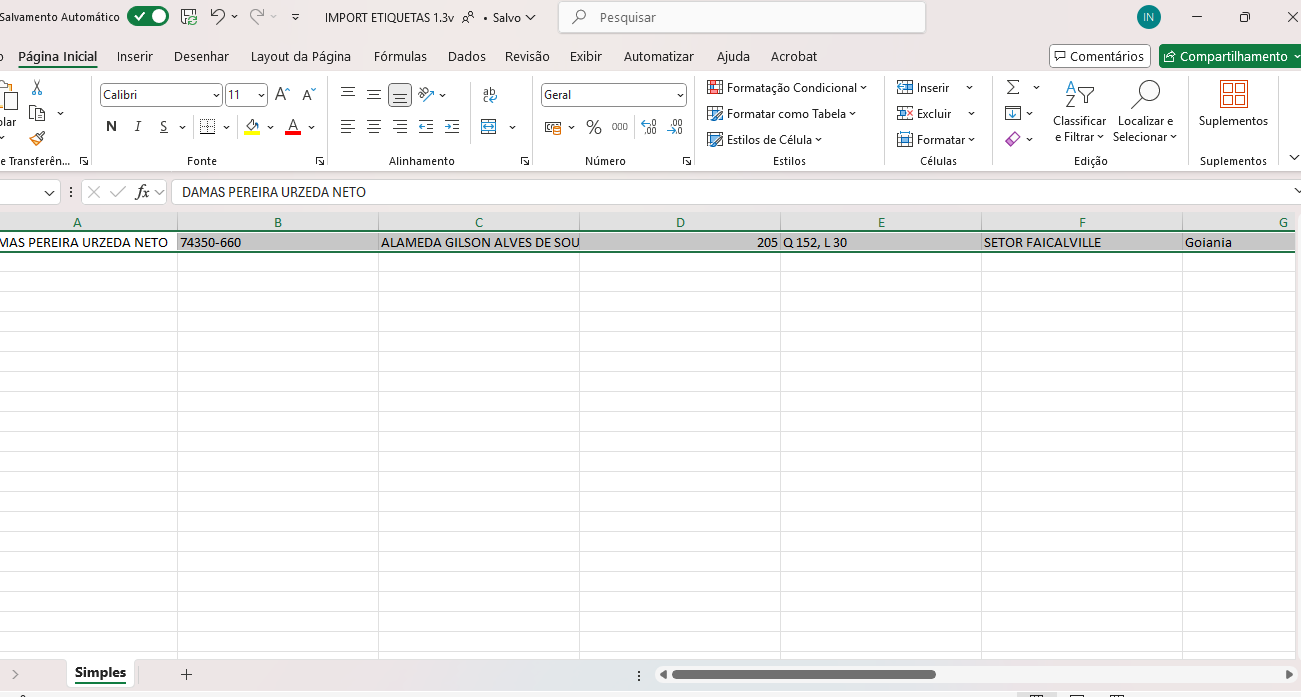 Salvamento Automático IMPORT ETIQUETAS 1.3v • Salvo Pesquisar IN
Página Inicial Inserir Desenhar Layout da Página Fórmulas Dados Revisão Exibir Automatizar Ajuda Acrobat Comentários Compartilhamento
Calibri 11 A A ab Geral Formatação Condicional Inserir Σ
Formatar como Tabela Excluir Classificar Localizar e Suplementos
N I S A % 000 Estilos de Célula Formatar e Filtrar Selecionar
e Transferên... Fonte Alinhamento Número Estilos Células Edição Suplementos
fx DAMAS PEREIRA URZEDA NETO
A B C D E F G
MAS PEREIRA URZEDA NETO 74350-660 ALAMEDA GILSON ALVES DE SOU 205 Q 152, L 30 SETOR FAICALVILLE Goiania
Simples